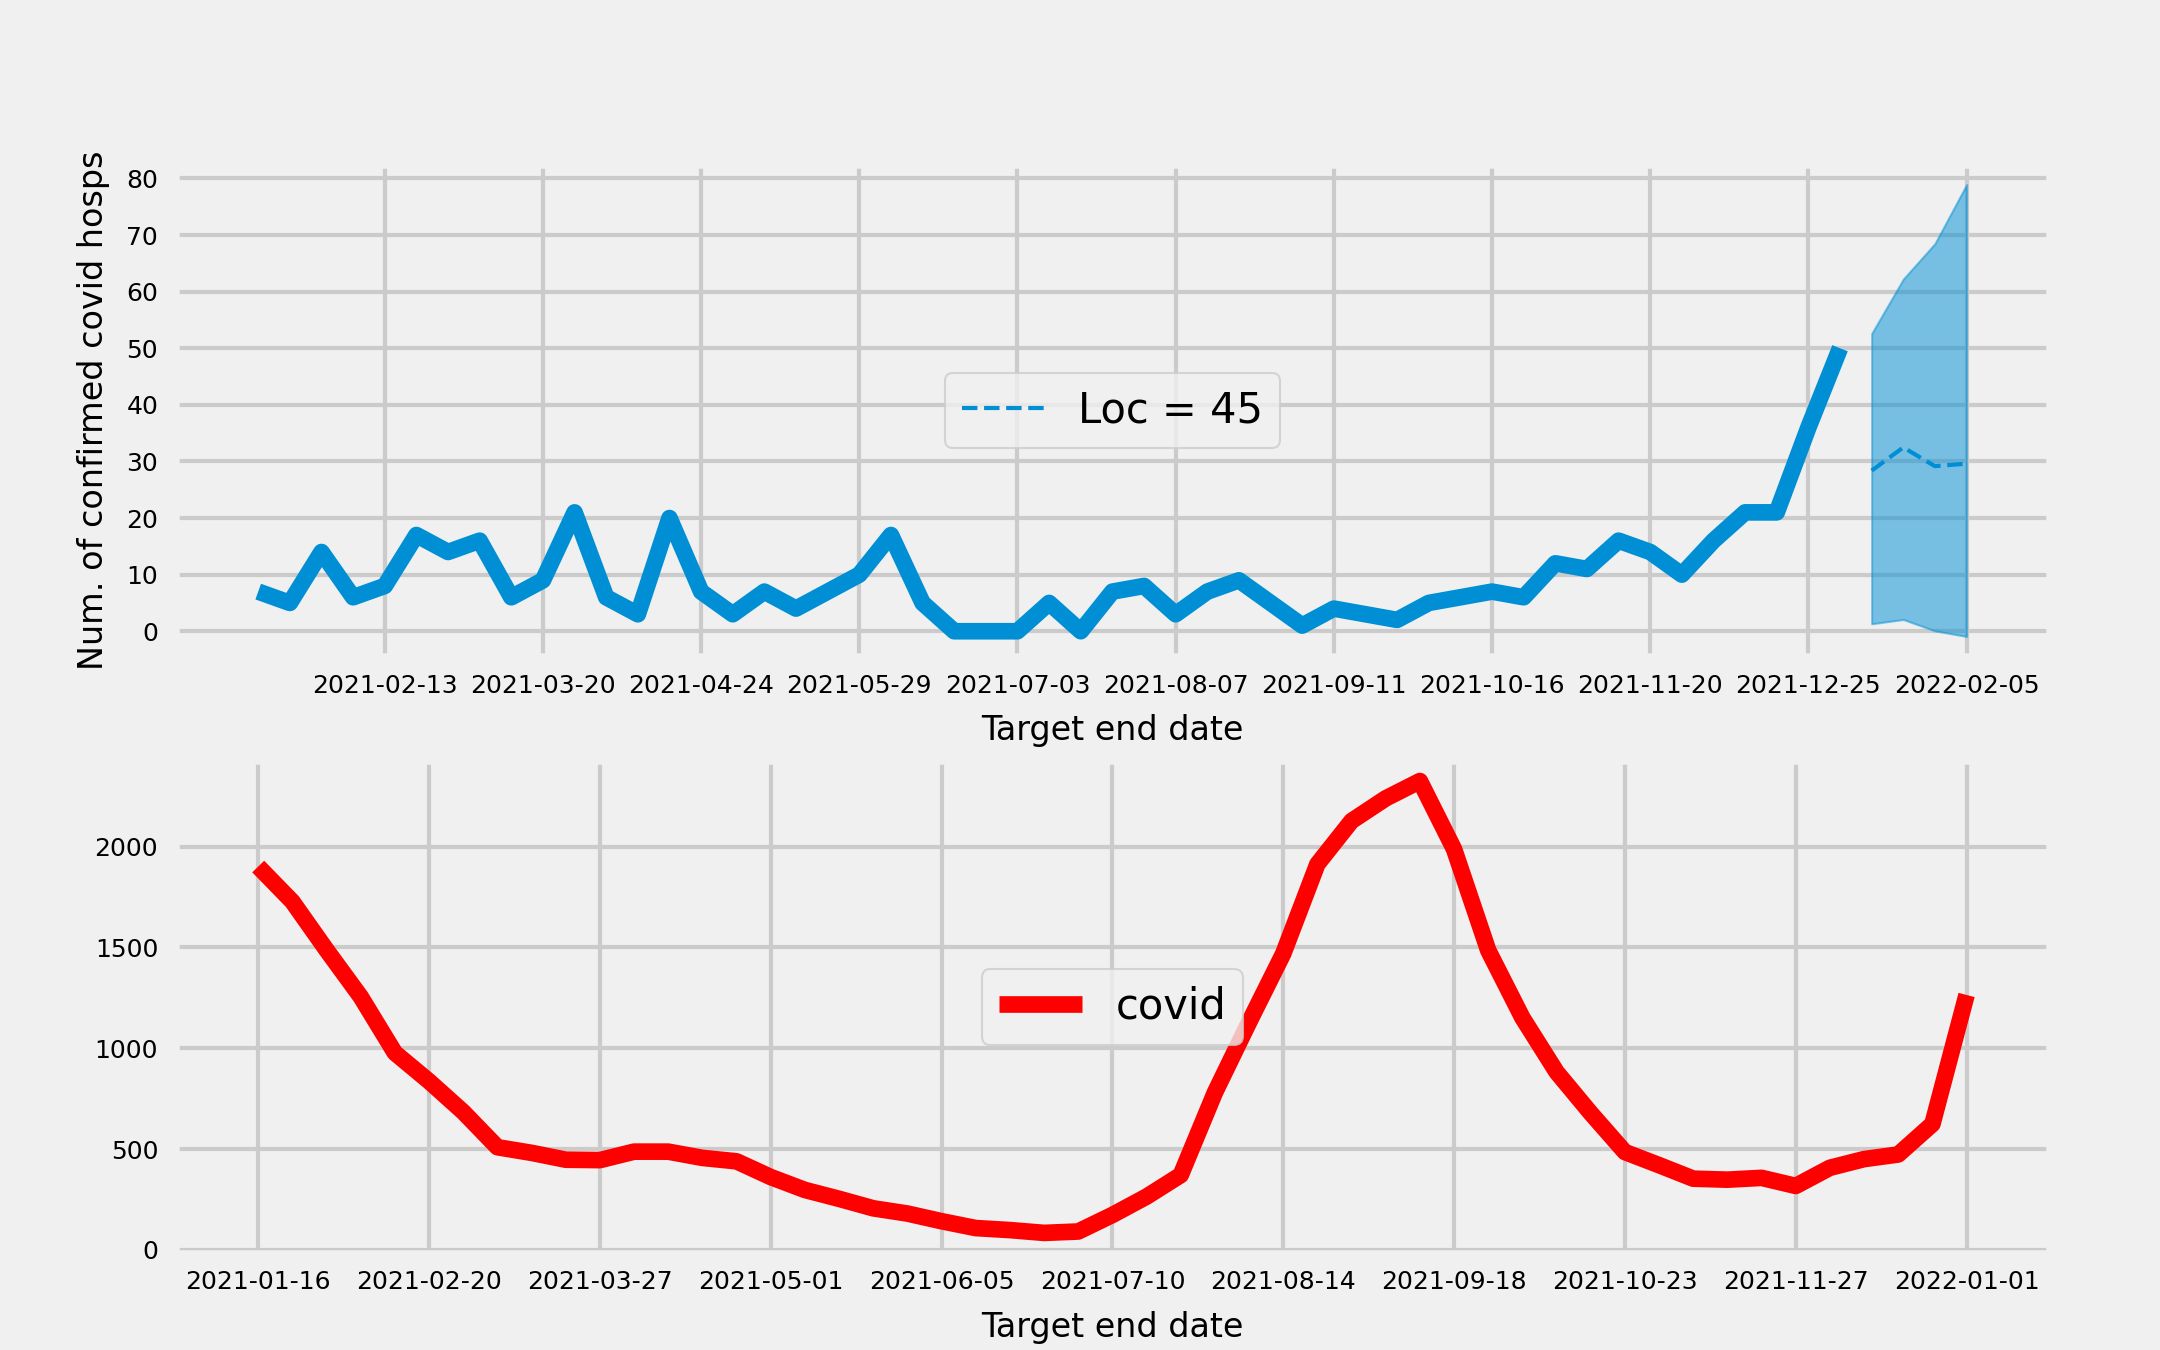 Num. of confirmed covid hosps
80
70
60
50
40
30
20
10
0
Loc = 45
2021-02-13 2021-03-20 2021-04-24 2021-05-29 2021-07-03 2021-08-07 2021-09-11 2021-10-16 2021-11-20 2021-12-25 2022-02-05
Target end date
2000
1500
1000
500
0
covid
2021-01-16 2021-02-20 2021-03-27 2021-05-01 2021-06-05 2021-07-10 2021-08-14 2021-09-18 2021-10-23 2021-11-27 2022-01-01
Target end date